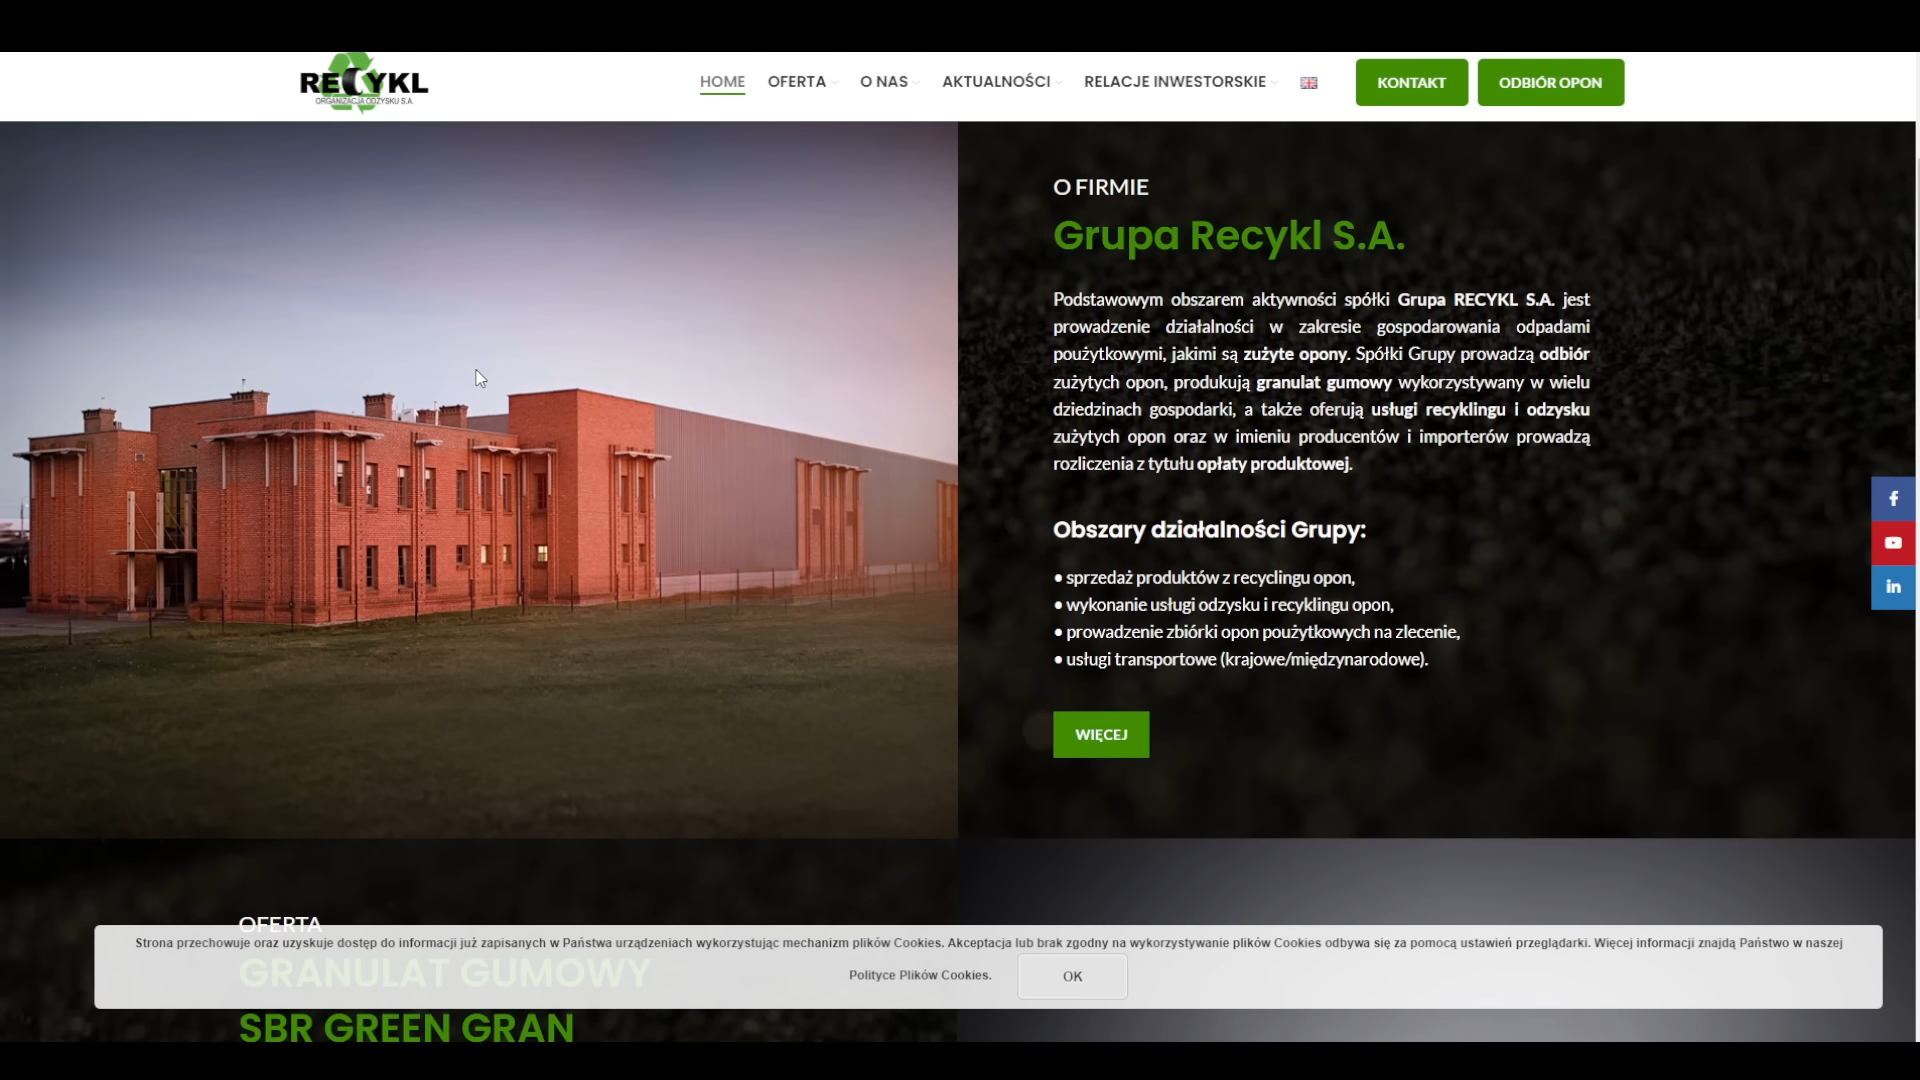 RECYKL
ORGANIZACJA ODZYSKU S.A.
HOME OFERTA O NAS AKTUALNOŚCI RELACJE INWESTORSKIE KONTAKT ODBIÓR OPON
O FIRMIE
Grupa Recykl S.A.
Podstawowym obszarem aktywności spółki Grupa RECYKL S.A. jest
prowadzenie działalności w zakresie gospodarowania odpadami
poużytkowymi, jakimi są zużyte opony. Spółki Grupy prowadzą odbiór
zużytych opon, produkują granulat gumowy wykorzystywany w wielu
dziedzinach gospodarki, a także oferują usługi recyklingu i odzysku
zużytych opon oraz w imieniu producentów i importerów prowadzą
rozliczenia z tytułu opłaty produktowej.
Obszary działalności Grupy:
• sprzedaż produktów z recyclingu opon,
• wykonanie usługi odzysku i recyklingu opon,
• prowadzenie zbiórki opon poużytkowych na zlecenie,
• usługi transportowe (krajowe/międzynarodowe).
WIĘCEJ
OFERTA
GRANULAT GUMOWY
SBR GREEN GRAN
Strona przechowuje oraz uzyskuje dostęp do informacji już zapisanych w Państwa urządzeniach wykorzystując mechanizm plików Cookies. Akceptacja lub brak zgodny na wykorzystywanie plików Cookies odbywa się za pomocą ustawień przeglądarki. Więcej informacji znajdą Państwo w naszej
Polityce Plików Cookies. OK